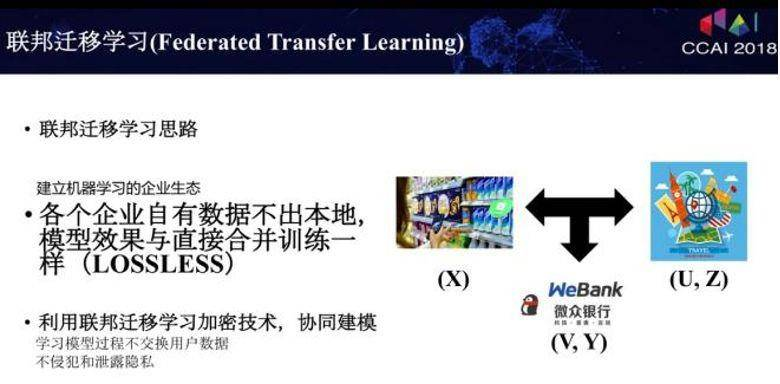 联邦迁移学习(Federated Transfer Learning)
CCAI 2018
• 联邦迁移学习思路
建立机器学习的企业生态
• 各个企业自有数据不出本地，
模型效果与直接合并训练一
样（LOSSLESS）
(X)
TRAVEL
(U, Z)
WeBank
微众银行
(V, Y)
• 利用联邦迁移学习加密技术，协同建模
学习模型过程不交换用户数据
不侵犯和泄露隐私